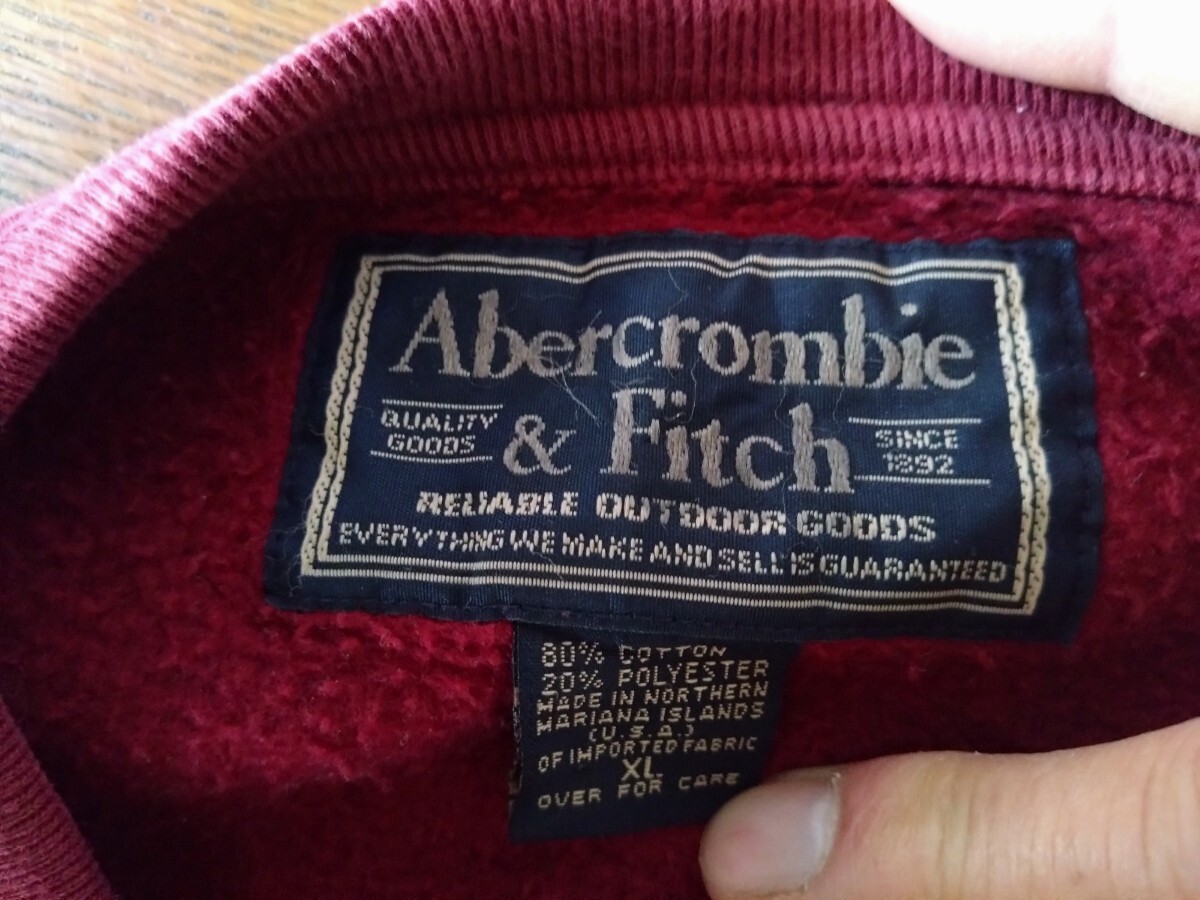 Abercrombie
QUALITY
GOODS
& Fitch
SINCE
1892
RELIABLE OUTDOOR GOODS
EVERYTHING WE MAKE AND SELL IS GUARANTEED
80% COTTON
20% POLYESTER
MADE IN NORTHERN
MARIANA ISLANDS
(U.S.A.)
OF IMPORTED FABRIC
XL
OVER FOR CARE